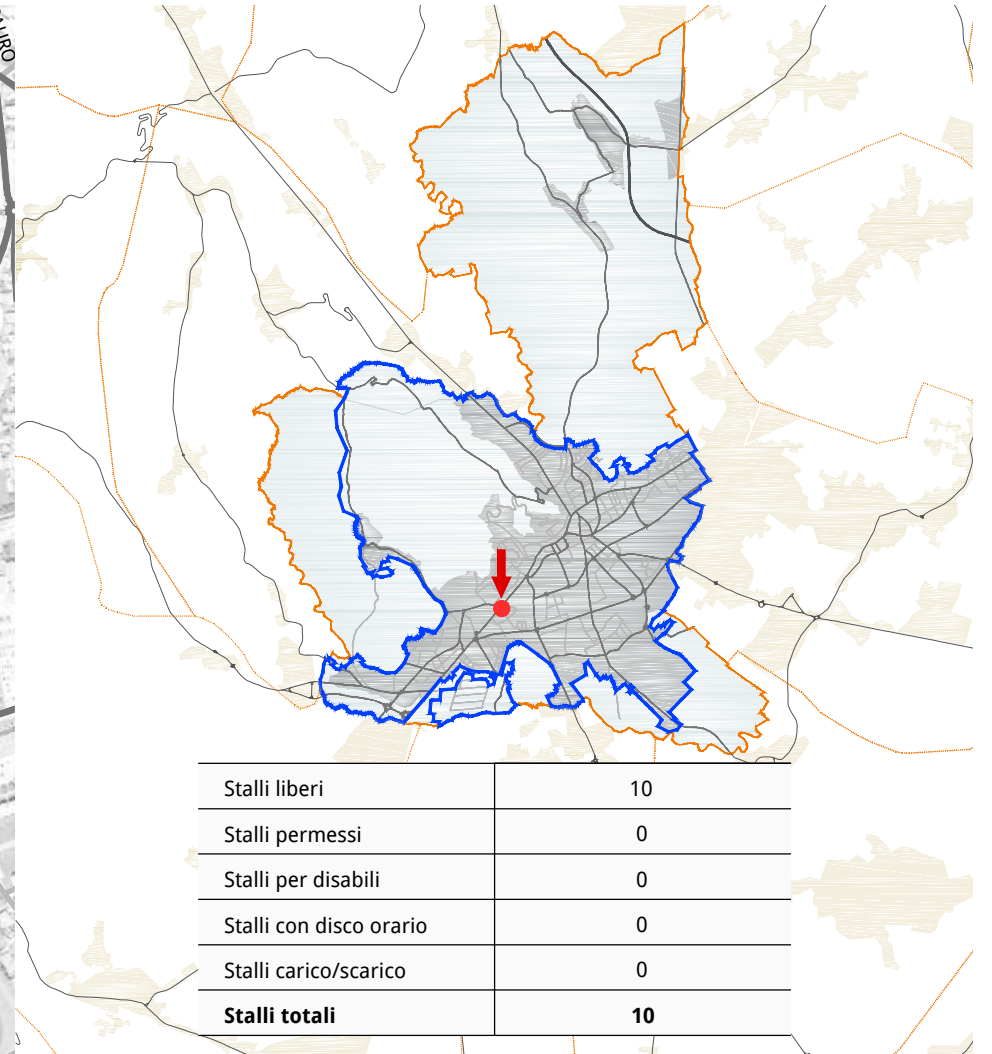 Stalli liberi 10
Stalli permessi 0
Stalli per disabili 0
Stalli con disco orario 0
Stalli carico/scarico 0
Stalli totali 10